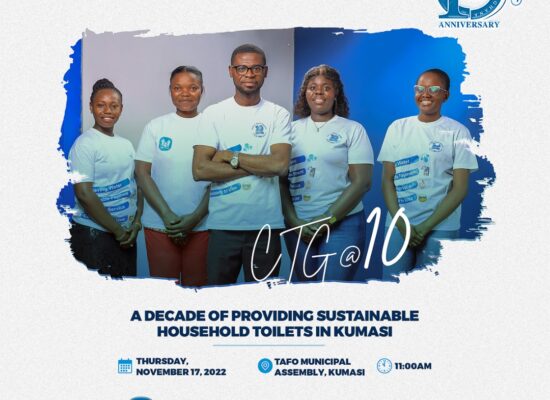 ANNIVERSARY
CTG@10
A DECADE OF PROVIDING SUSTAINABLE
HOUSEHOLD TOILETS IN KUMASI
THURSDAY,
NOVEMBER 17, 2022
TAFO MUNICIPAL
ASSEMBLY, KUMASI
11:00AM